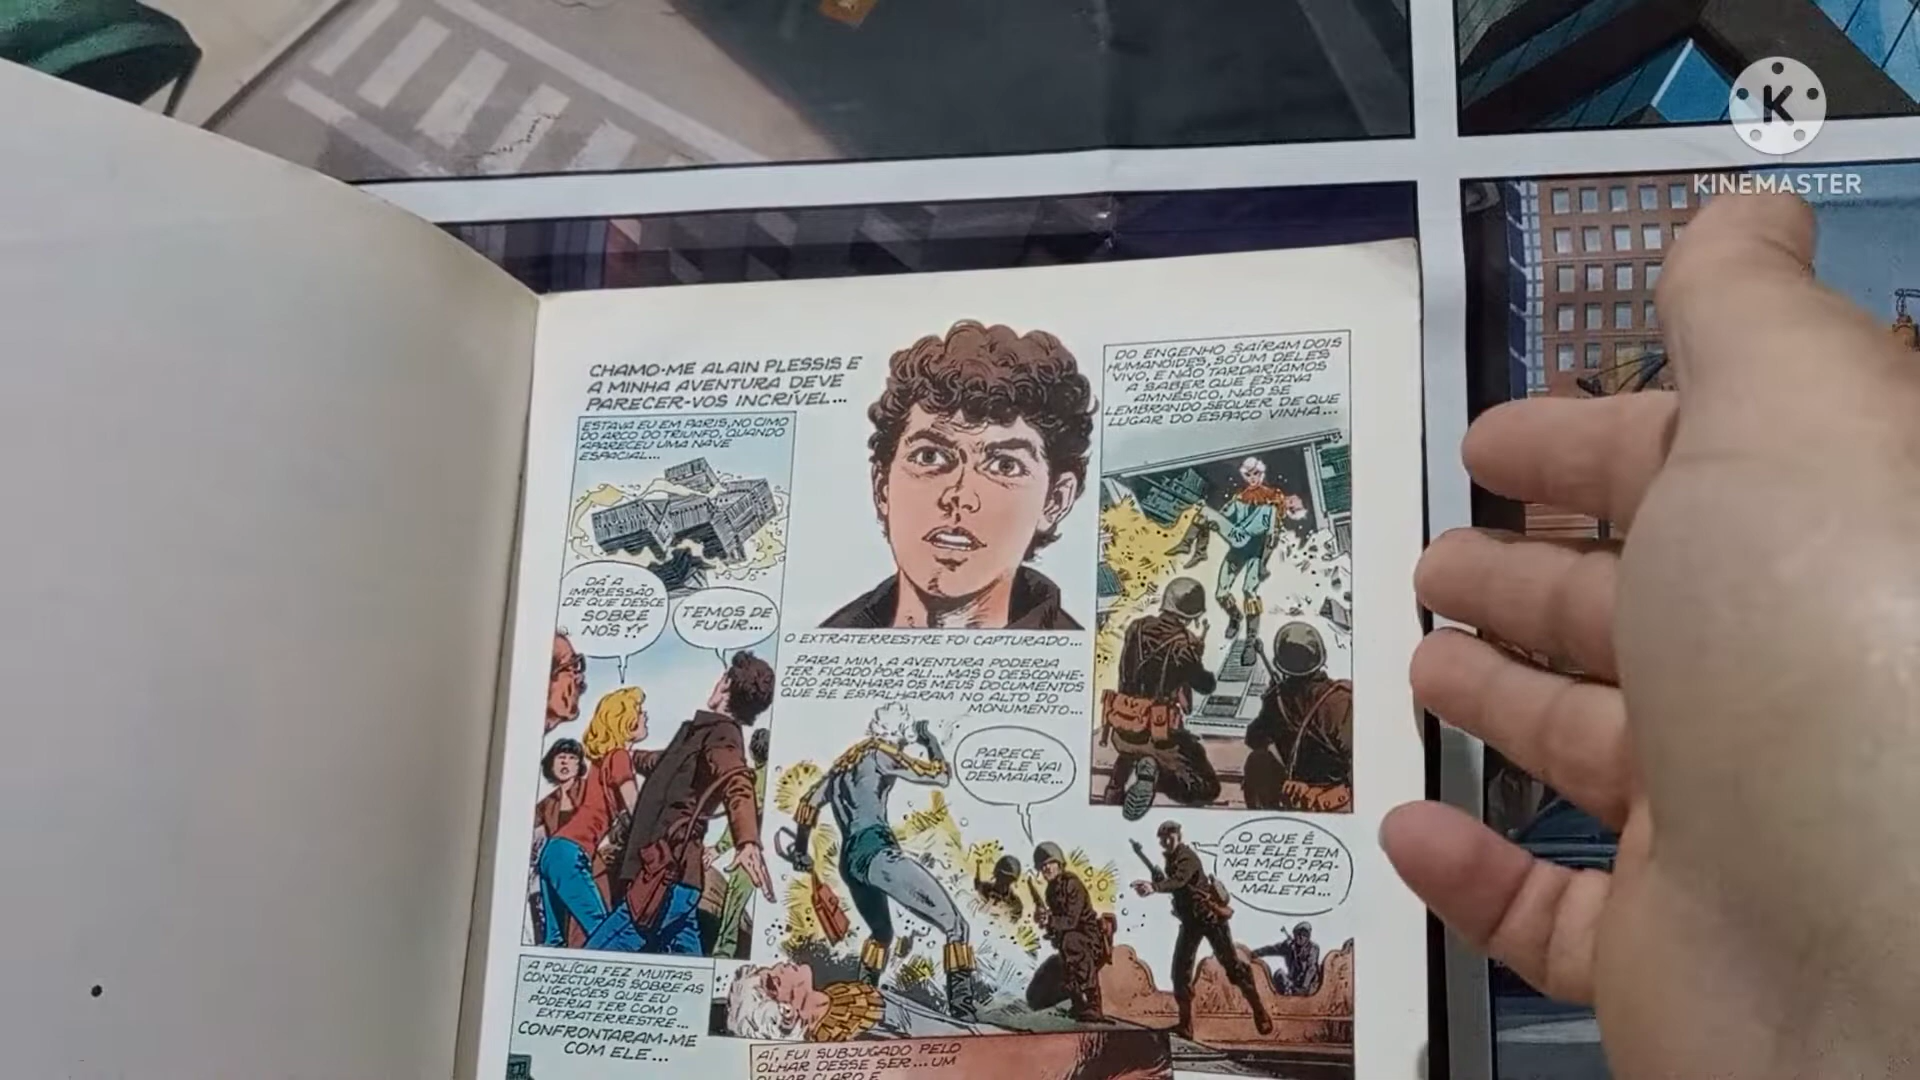 K
KINEMASTER
CHAMO-ME ALAIN PLESSIS E
A MINHA AVENTURA DEVE
PARECER-VOS INCRÍVEL...
ESTAVA EU EM PARIS, NO CIMO
DO ARCO DO TRIUNFO, QUANDO
APARECEU UMA NAVE
ESPACIAL...
DÁ A
IMPRESSÃO
DE QUE DESCE
SOBRE
NÓS!!
TEMOS DE
FUGIR...
DO ENGENHO SAÍRAM DOIS
HUMANÓIDES, SÓ UM DELES
VIVO, E NÃO TARDARÍAMOS
A SABER QUE ESTAVA
AMNÉSICO, NÃO SE
LEMBRANDO SEQUER DE QUE
LUGAR DO ESPAÇO VINHA...
O EXTRATERRESTRE FOI CAPTURADO...
PARA MIM, A AVENTURA PODERIA
TER FICADO POR ALI... MAS O DESCONHE-
CIDO APANHARA OS MEUS DOCUMENTOS
QUE SE ESPALHARAM NO ALTO DO
MONUMENTO...
PARECE
QUE ELE VAI
DESMAIAR...
O QUE É
QUE ELE TEM
NA MÃO? PA-
RECE UMA
MALETA...
A POLÍCIA FEZ MUITAS
CONJECTURAS SOBRE AS
LIGAÇÕES QUE EU
PODERIA TER COM O
EXTRATERRESTRE...
CONFRONTARAM-ME
COM ELE...
AÍ, FUI SUBJUGADO PELO
OLHAR DESSE SER... UM
OLHAR CLARO E